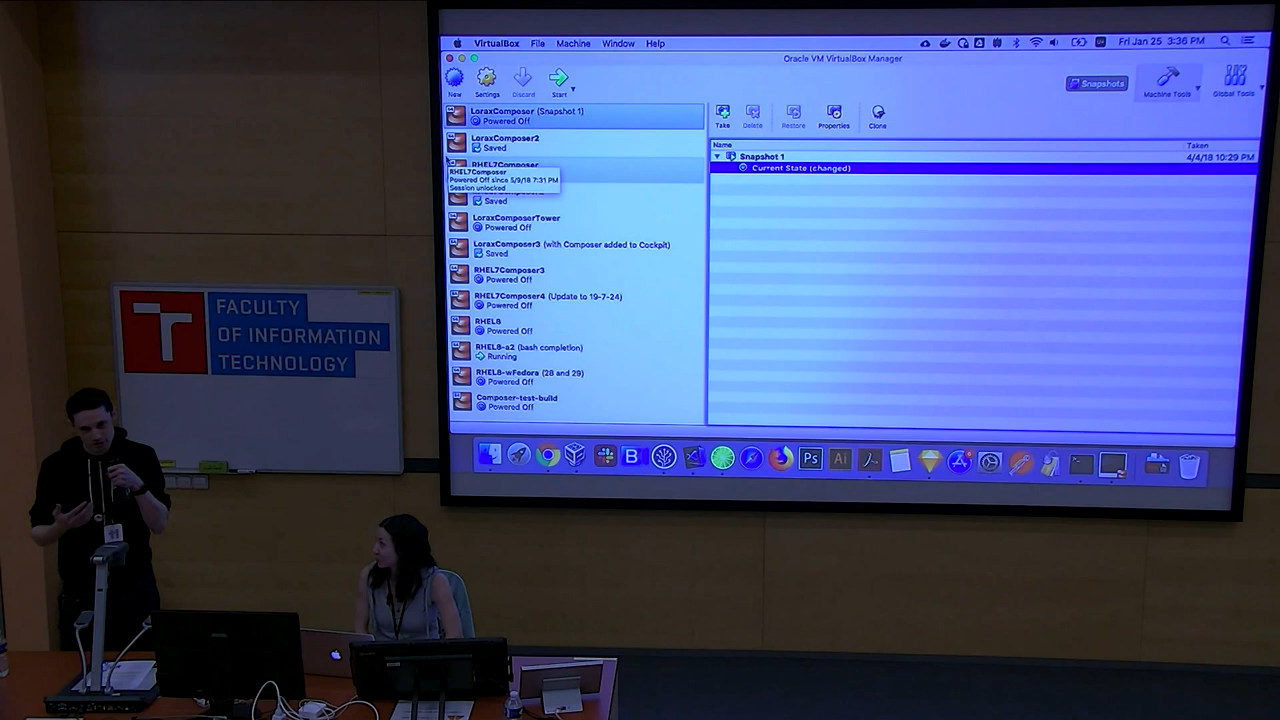 VirtualBox File Machine Window Help
Fri Jan 25 3:36 PM
Oracle VM VirtualBox Manager
New Settings Discard Start
Snapshots
Machine Tools
Global Tools
LoraxComposer (Snapshot 1)
Powered Off
LoraxComposer2
Saved
RHEL7Composer
RHEL7Composer
Powered Off since 5/9/18 7:31 PM
Session unlocked
Saved
LoraxComposerTower
Powered Off
LoraxComposer3 (with Composer added to Cockpit)
Saved
RHEL7Composer3
Powered Off
RHEL7Composer4 (Update to 19-7-24)
Powered Off
RHEL8
Powered Off
RHEL8-a2 (bash completion)
Running
RHEL8-wFedora (28 and 29)
Powered Off
Composer-test-build
Powered Off
Take Delete Restore Properties Clone
Name Taken
Snapshot 1 4/4/18 10:29 PM
Current State (changed)
B Ps Ai
T
FACULTY
OF INFORMATION
TECHNOLOGY